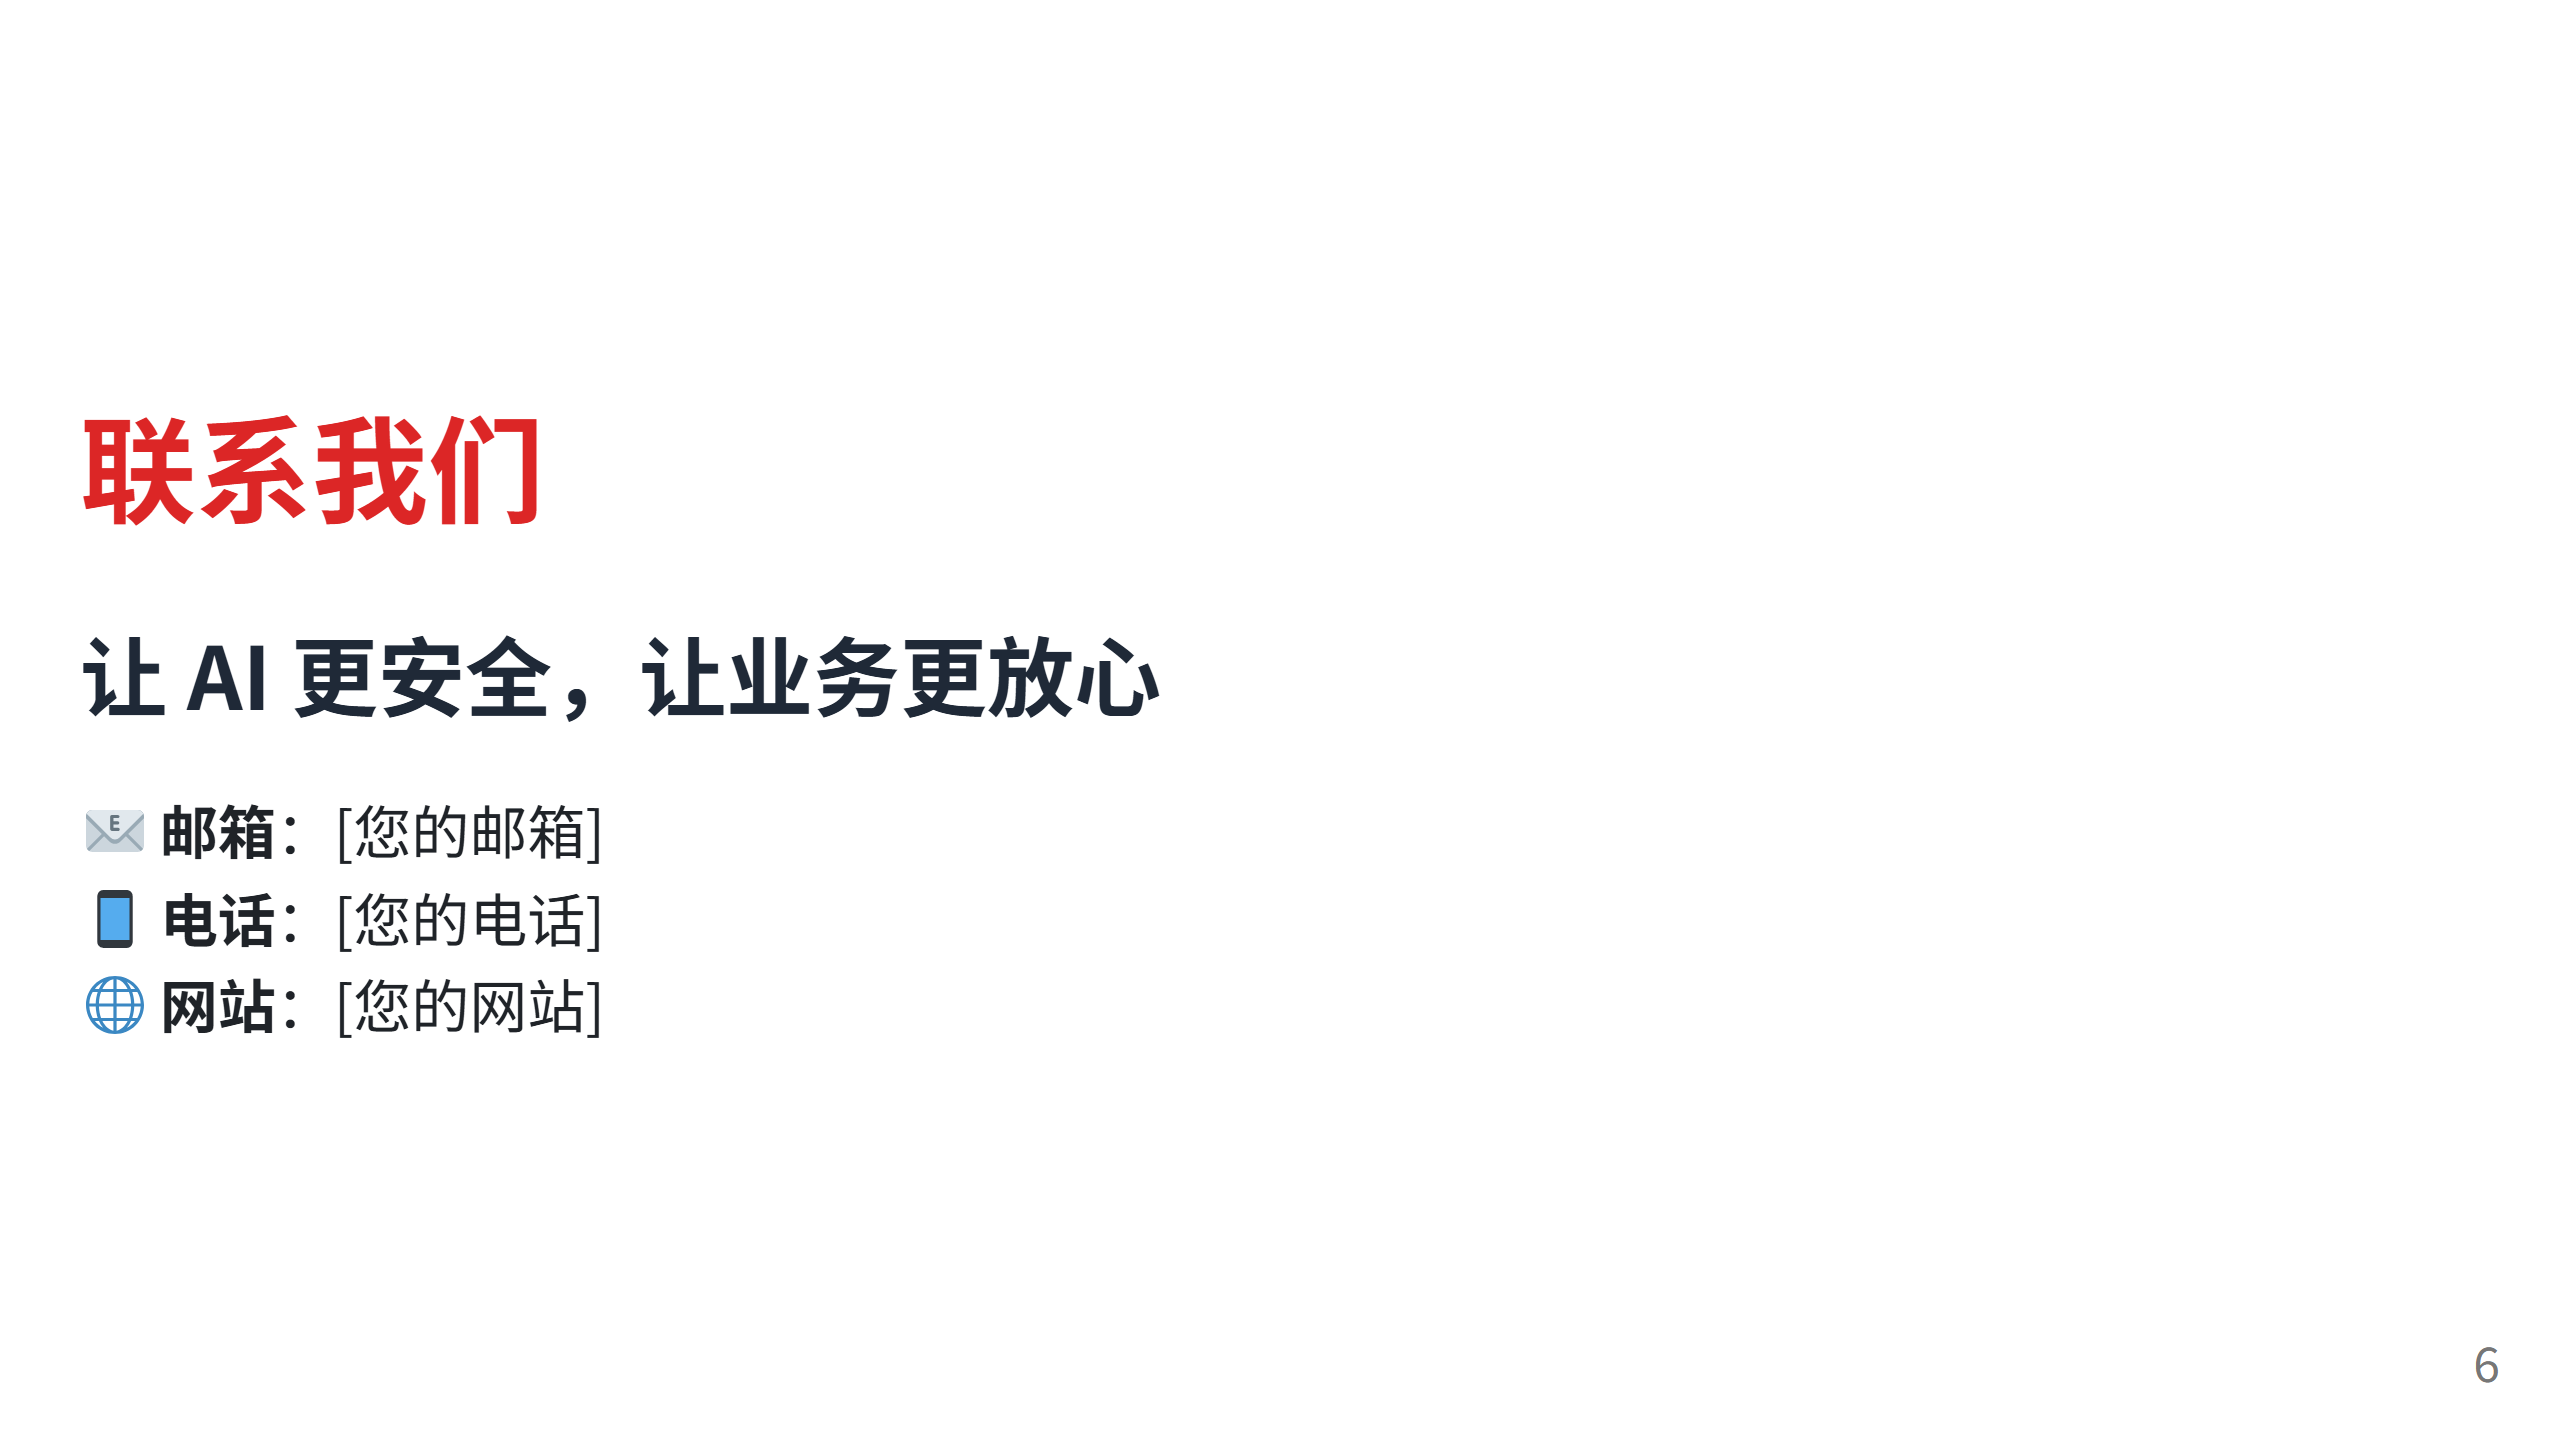 联系我们
让 AI 更安全，让业务更放心
📧 邮箱：[您的邮箱]
📱 电话：[您的电话]
🌐 网站：[您的网站]
6